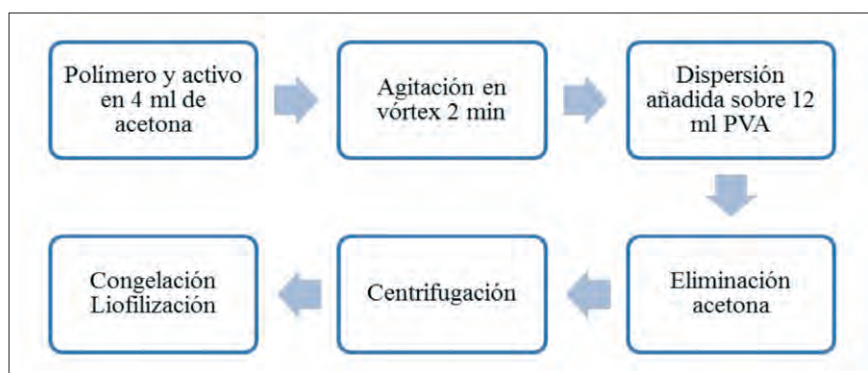 Polímero y activo
en 4 ml de
acetona
Agitación en
vórtex 2 min
Dispersión
añadida sobre 12
ml PVA
Eliminación
acetona
Centrifugación
Congelación
Liofilización